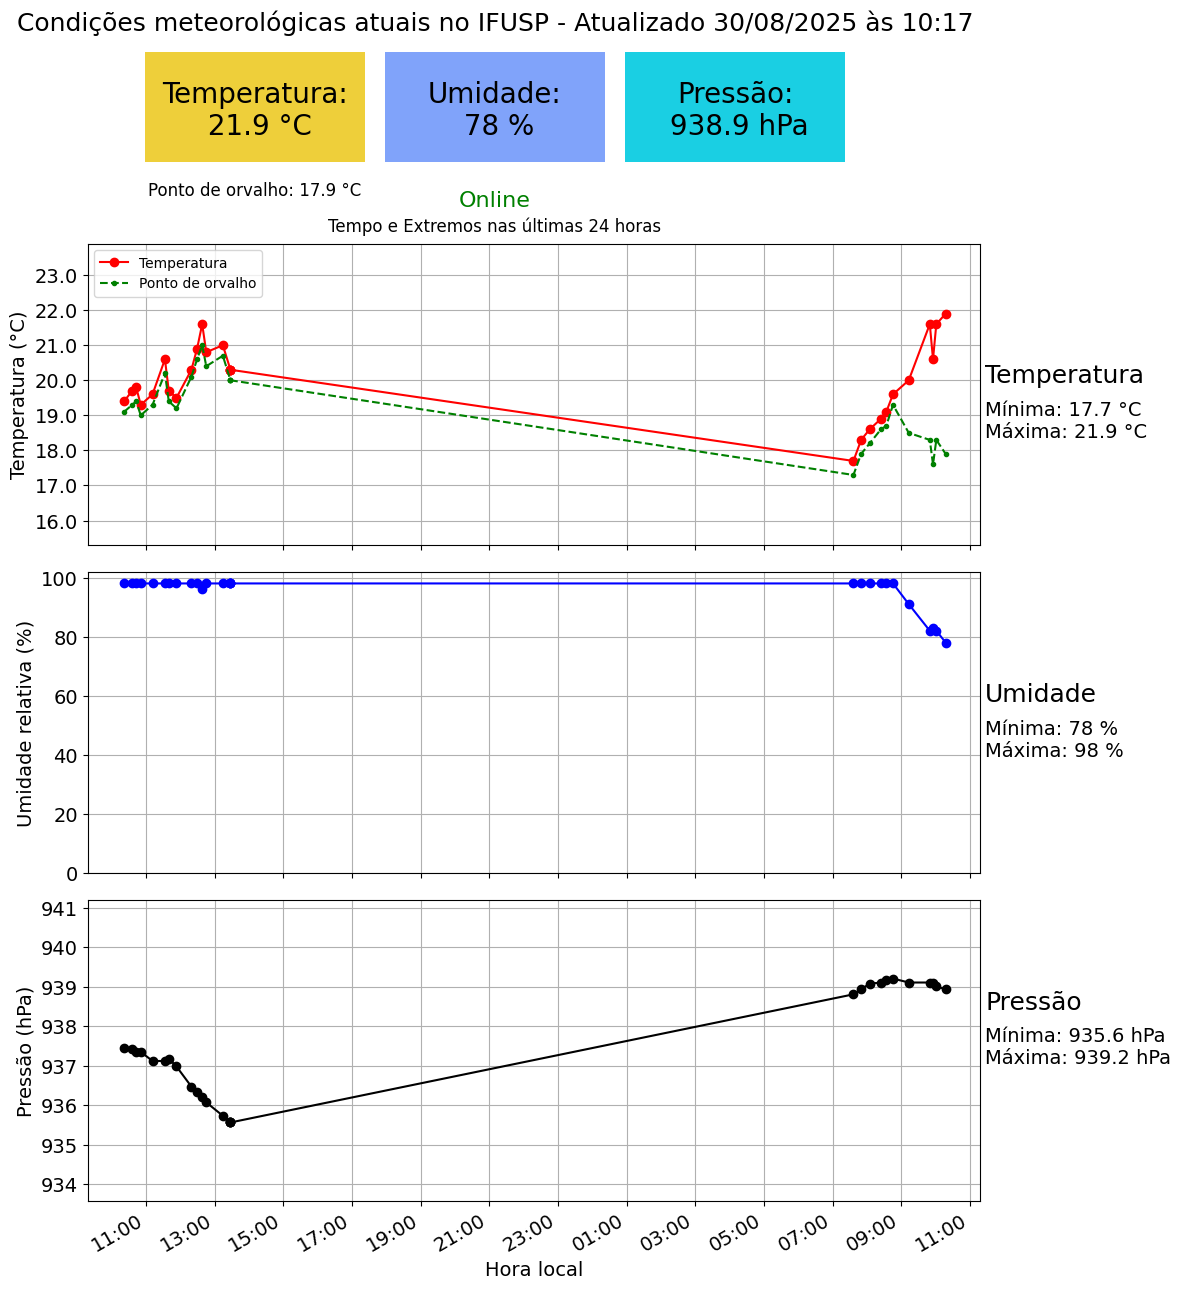 Condições meteorológicas atuais no IFUSP - Atualizado 30/08/2025 às 10:17
Temperatura:
21.9 °C
Umidade:
78 %
Pressão:
938.9 hPa
Ponto de orvalho: 17.9 °C
Online
Tempo e Extremos nas últimas 24 horas
Temperatura
Ponto de orvalho
Temperatura (°C)
23.0
22.0
21.0
20.0
19.0
18.0
17.0
16.0
Temperatura
Mínima: 17.7 °C
Máxima: 21.9 °C
Umidade relativa (%)
100
80
60
40
20
0
Umidade
Mínima: 78 %
Máxima: 98 %
Pressão (hPa)
941
940
939
938
937
936
935
934
Pressão
Mínima: 935.6 hPa
Máxima: 939.2 hPa
11:00 13:00 15:00 17:00 19:00 21:00 23:00 01:00 03:00 07:00 09:00 11:00
Hora local